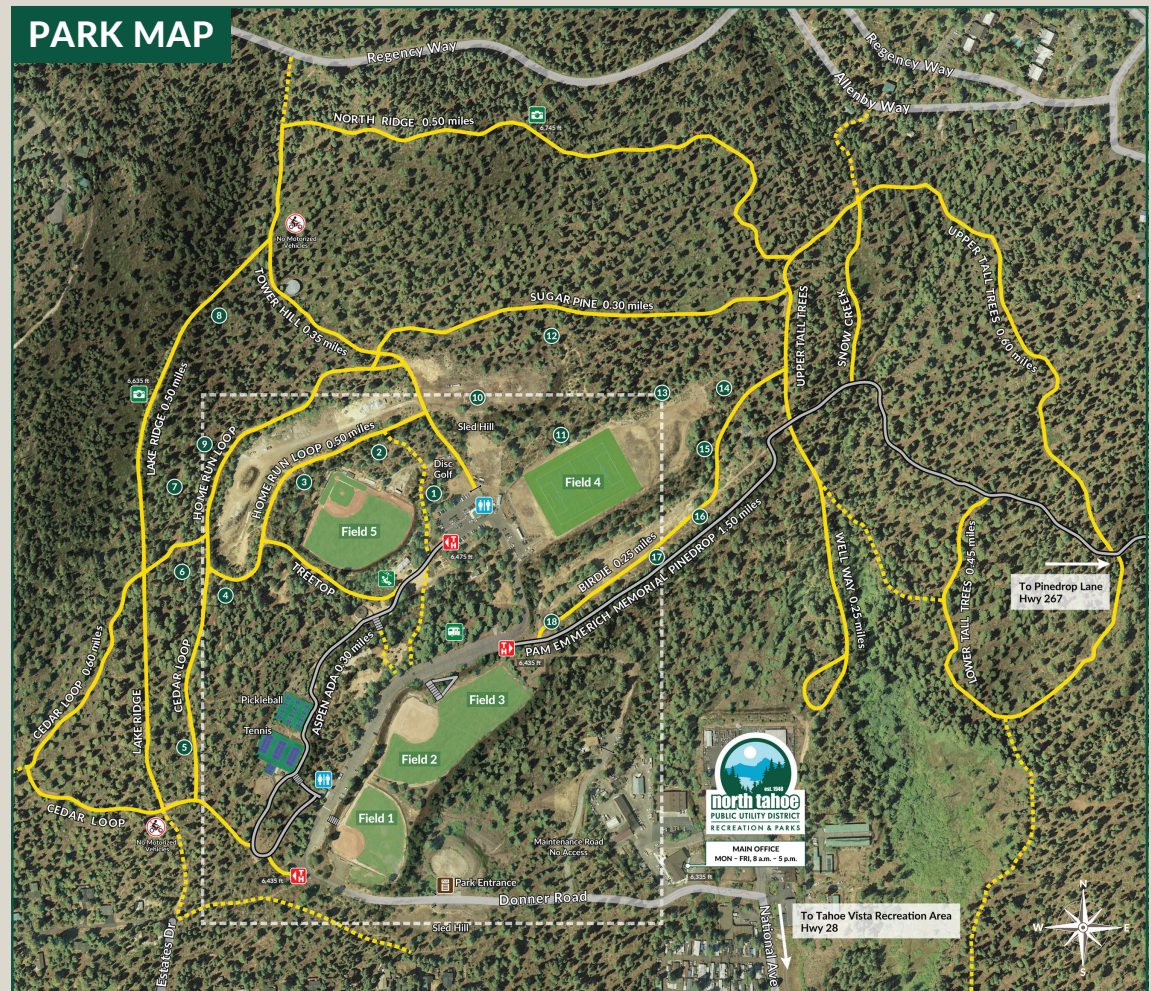 PARK MAP
Regency Way
Regency Way
Allenby Way
NORTH RIDGE 0.50 miles
6,745 ft
No Motorized
Vehicles
UPPER TALL TREES 0.60 miles
TOWER HILL 0.35 miles
SUGAR PINE 0.30 miles
UPPER TALL TREES
SNOW CREEK
8
12
6,635 ft
LAKE RIDGE 0.50 miles
10
13
14
Sled Hill
9
HOME RUN LOOP
HOME RUN LOOP 0.50 miles
2
11
15
Disc
Golf
3
1
7
Field 4
Field 5
16
TH
6,475 ft
17
BIRDIE 0.25 miles
PAM EMMERICH MEMORIAL PINEDROP 1.50 miles
WELL WAY 0.25 miles
LOWER TALL TREES 0.45 miles
To Pinedrop Lane
Hwy 267
6
TREETOP
4
18
TH
6,435 ft
CEDAR LOOP 0.60 miles
CEDAR LOOP
LAKE RIDGE
ASPEN ADA 0.30 miles
Pickleball
Tennis
5
Field 3
Field 2
Field 1
CEDAR LOOP
No Motorized
Vehicles
est. 1948
north tahoe
PUBLIC UTILITY DISTRICT
RECREATION & PARKS
MAIN OFFICE
MON – FRI, 8 a.m. – 5 p.m.
6,335 ft
Maintenance Road
No Access
TH
6,435 ft
Park Entrance
Donner Road
Sled Hill
Estates Dr
National Ave
To Tahoe Vista Recreation Area
Hwy 28
N
W
E
S